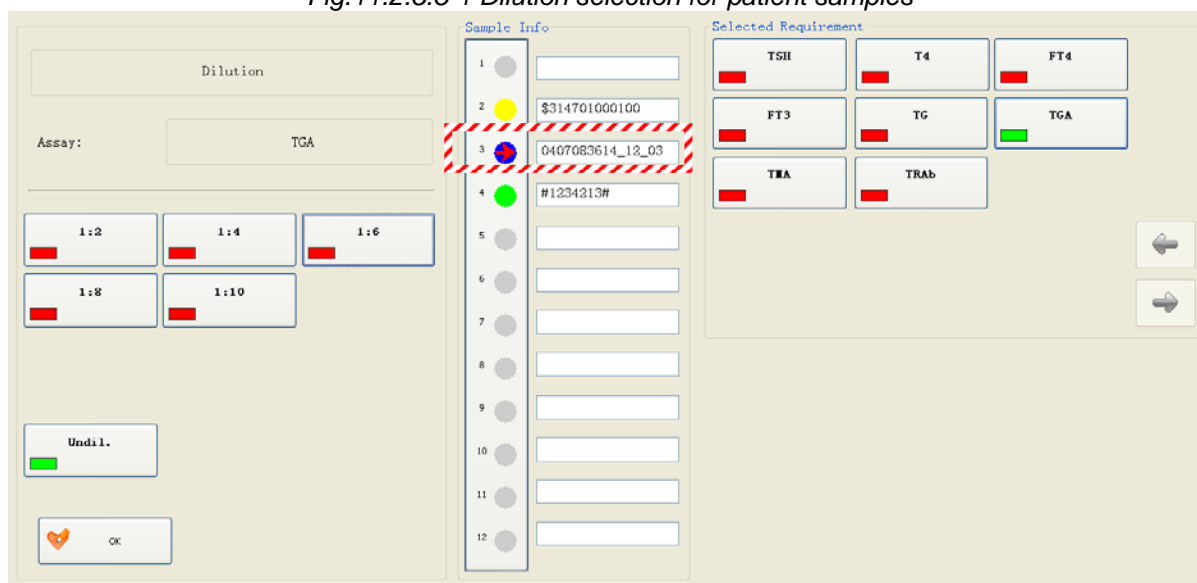 Fig.11.2.3.3-1 Dilution selection for patient samples
Dilution
Assay:
TGA
1:2
1:4
1:6
1:8
1:10
Undil.
OK
Sample Info
1
2 $314701000100
3 0407083614_12_03
4 #1234213#
5
6
7
8
9
10
11
12
Selected Requirement
TSH
T4
FT4
FT3
TG
TGA
TMA
TRAb